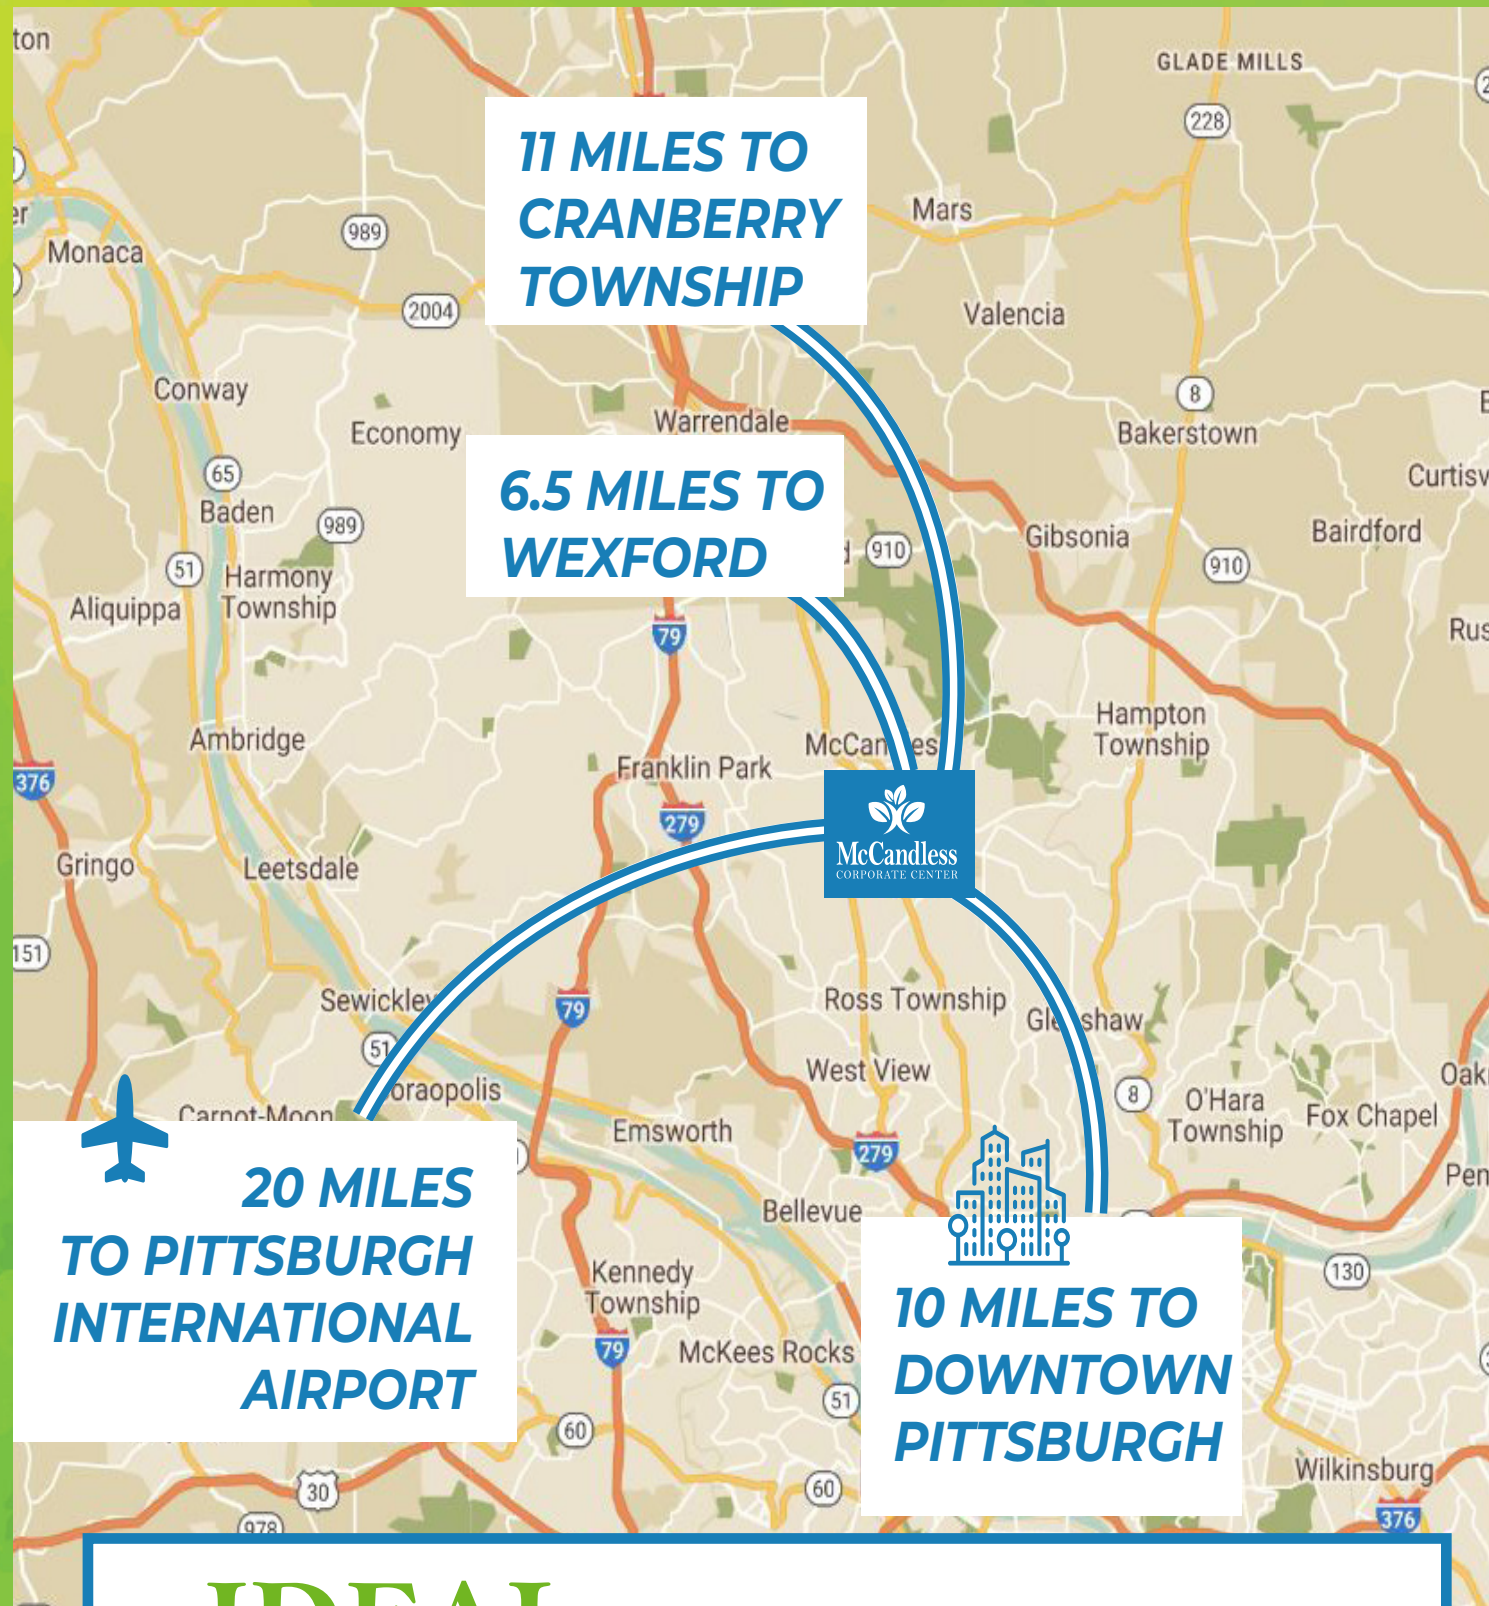 GLADE MILLS
228
11 MILES TO
CRANBERRY
TOWNSHIP
Mars
989
Monaca
2004
Valencia
Conway
8
Economy
Warrendale
Bakerstown
65
6.5 MILES TO
WEXFORD
Baden
989
910
Gibsonia
Bairdford
910
51
Harmony
Township
Aliquippa
79
Hampton
Township
Ambridge
Franklin Park
376
279
McCandless
CORPORATE CENTER
Gringo
Leetsdale
151
Sewickley
79
Ross Township
51
West View
8
O'Hara
Township
Fox Chapel
Emsworth
279
20 MILES
TO PITTSBURGH
INTERNATIONAL
AIRPORT
Bellevue
Kennedy
Township
130
10 MILES TO
DOWNTOWN
PITTSBURGH
79
McKees Rocks
51
60
Wilkinsburg
30
60
376
978
IDEAL